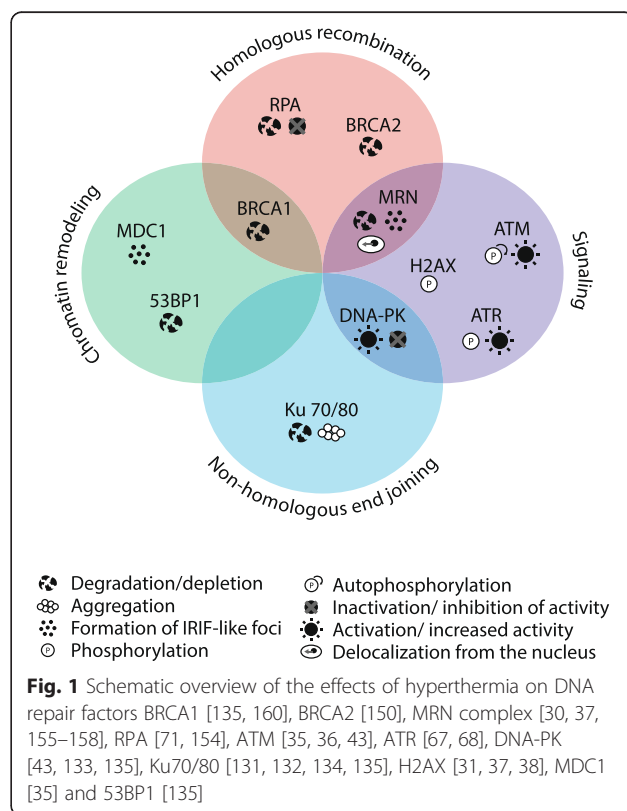 Homologous recombination
RPA
BRCA2
BRCA1
MRN
MDC1
ATM
P
H2AX
P
53BP1
DNA-PK
ATR
P
Chromatin remodeling
Signaling
Ku 70/80
Non-homologous end joining
Degradation/depletion
Aggregation
Formation of IRIF-like foci
P Phosphorylation
P Autophosphorylation
Inactivation/ inhibition of activity
Activation/ increased activity
Delocalization from the nucleus
Fig. 1 Schematic overview of the effects of hyperthermia on DNA
repair factors BRCA1 [135, 160], BRCA2 [150], MRN complex [30, 37,
155–158], RPA [71, 154], ATM [35, 36, 43], ATR [67, 68], DNA-PK
[43, 133, 135], Ku70/80 [131, 132, 134, 135], H2AX [31, 37, 38], MDC1
[35] and 53BP1 [135]